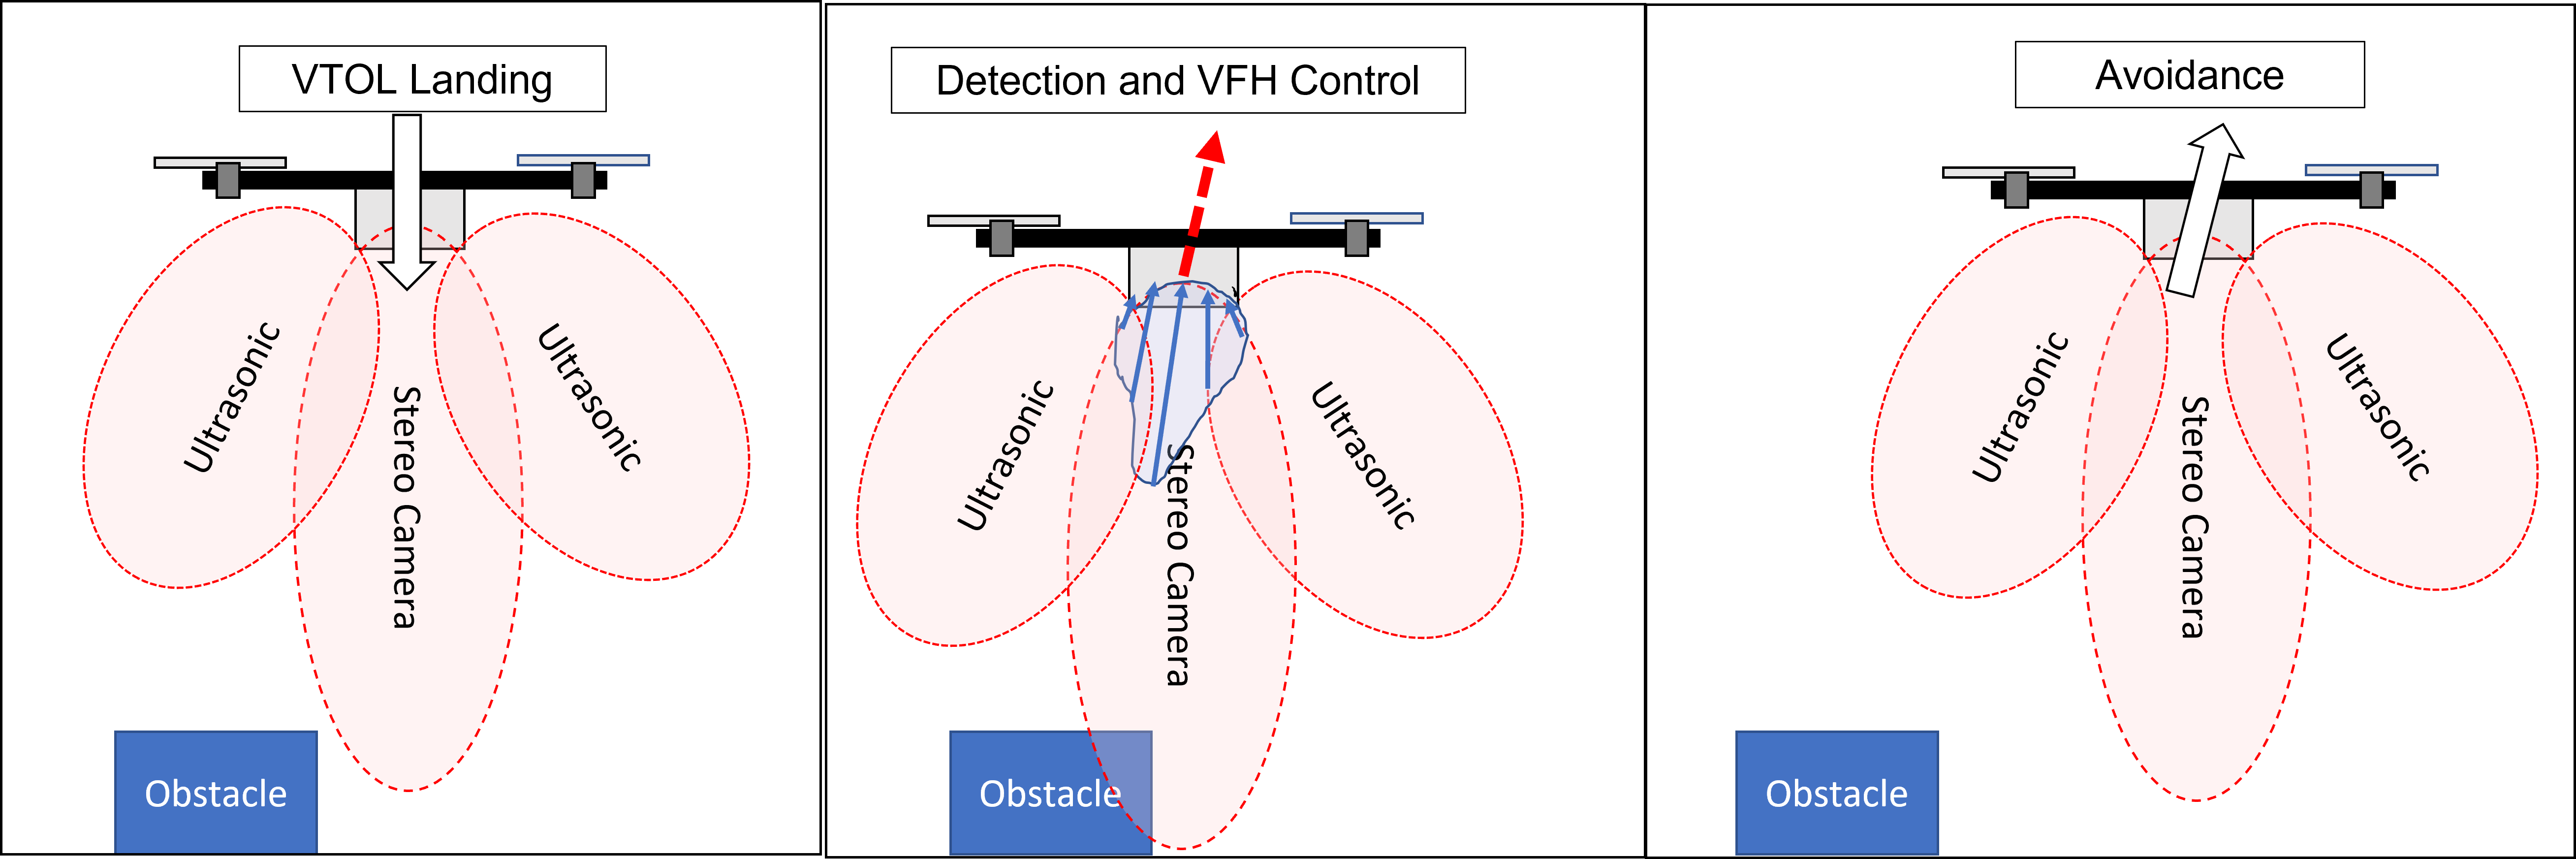 VTOL Landing
Ultrasonic
Stereo Camera
Ultrasonic
Obstacle
Detection and VFH Control
Ultrasonic
Stereo Camera
Ultrasonic
Obstacle
Avoidance
Ultrasonic
Stereo Camera
Ultrasonic
Obstacle